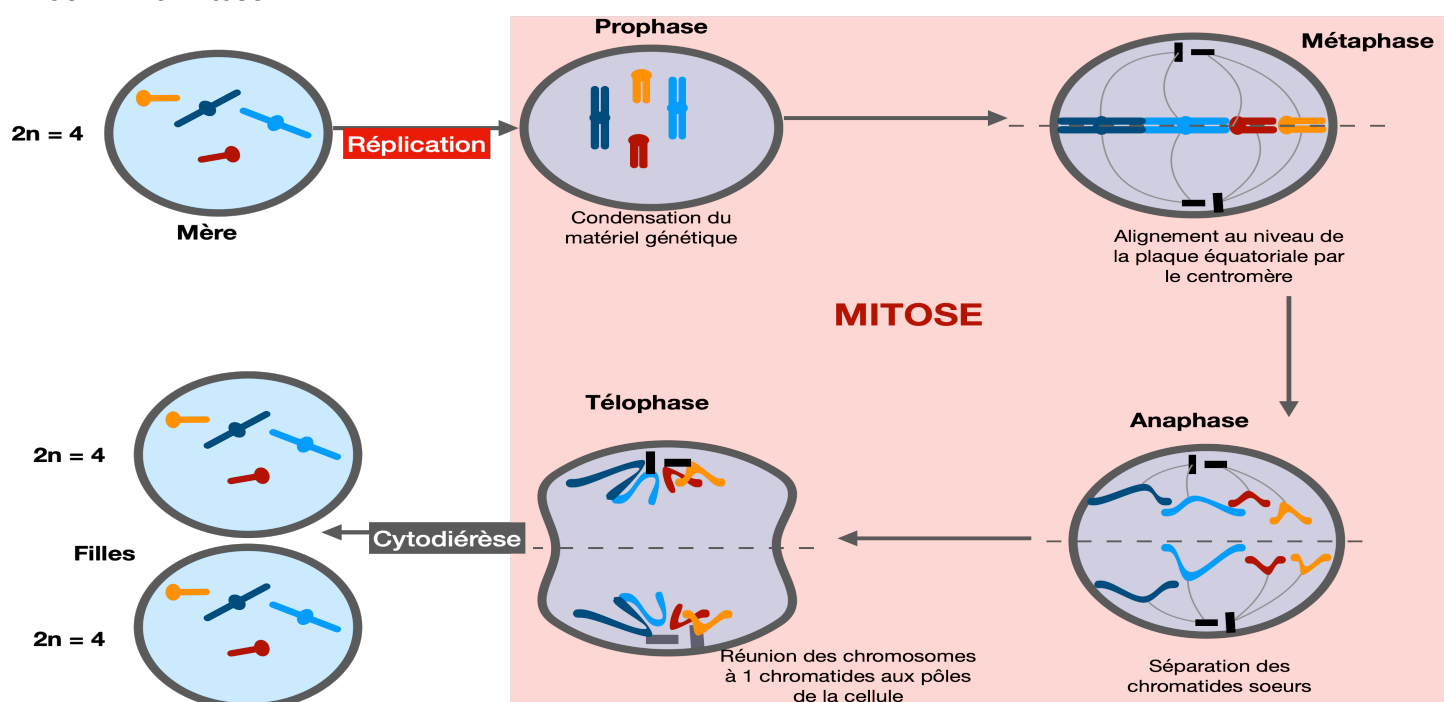 Prophase
Métaphase
2n = 4
Réplication
Mère
Condensation du
matériel génétique
Alignement au niveau de
la plaque équatoriale par
le centromère
MITOSE
Télophase
Anaphase
2n = 4
Cytodiérèse
Filles
2n = 4
Réunion des chromosomes
à 1 chromatides aux pôles
de la cellule
Séparation des
chromatides soeurs